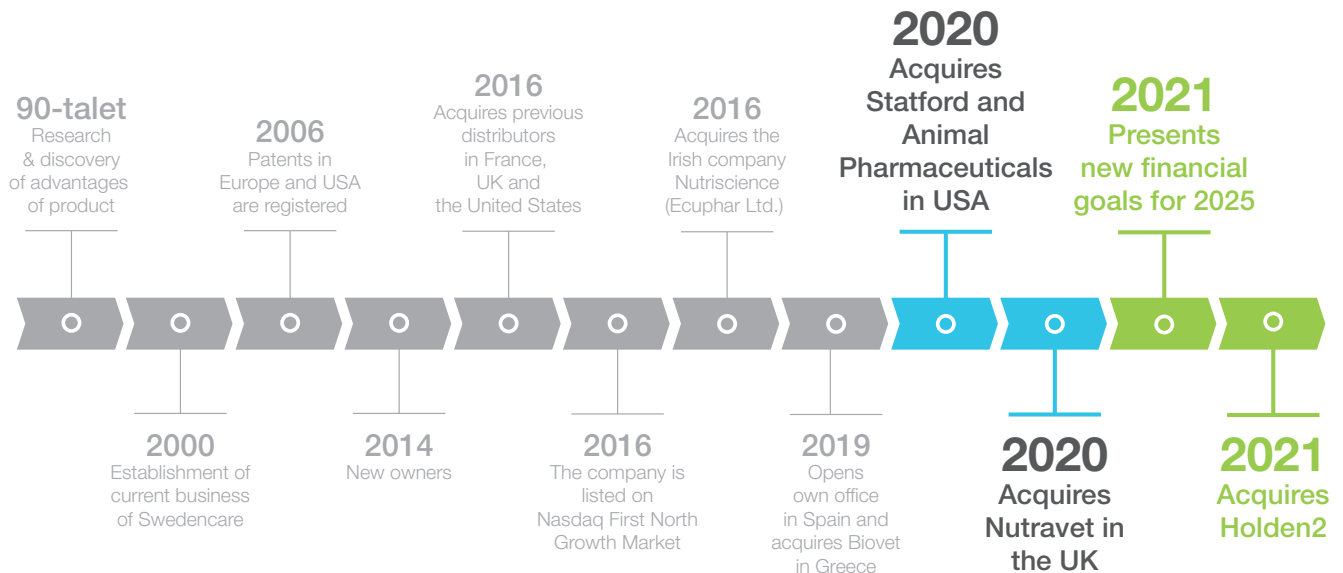 90-talet
Research
& discovery
of advantages
of product
2000
Establishment of
current business
of Swedencare
2006
Patents in
Europe and USA
are registered
2014
New owners
2016
Acquires previous
distributors
in France,
UK and
the United States
2016
The company is
listed on
Nasdaq First North
Growth Market
2016
Acquires the
Irish company
Nutriscience
(Ecuphar Ltd.)
2019
Opens
own office
in Spain and
acquires Biovet
in Greece
2020
Acquires
Statford and
Animal
Pharmaceuticals
in USA
2020
Acquires
Nutravet in
the UK
2021
Presents
new financial
goals for 2025
2021
Acquires
Holden2